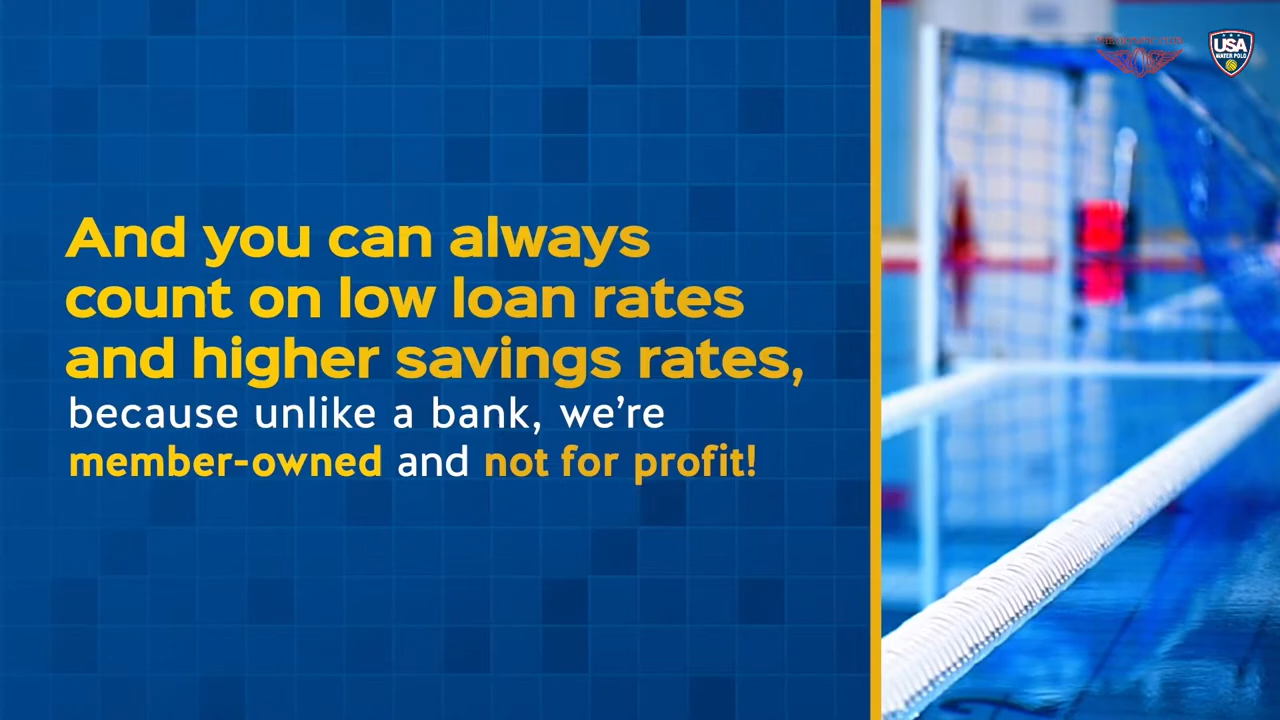 And you can always
count on low loan rates
and higher savings rates,
because unlike a bank, we’re
member-owned and not for profit!
USA
WATER POLO